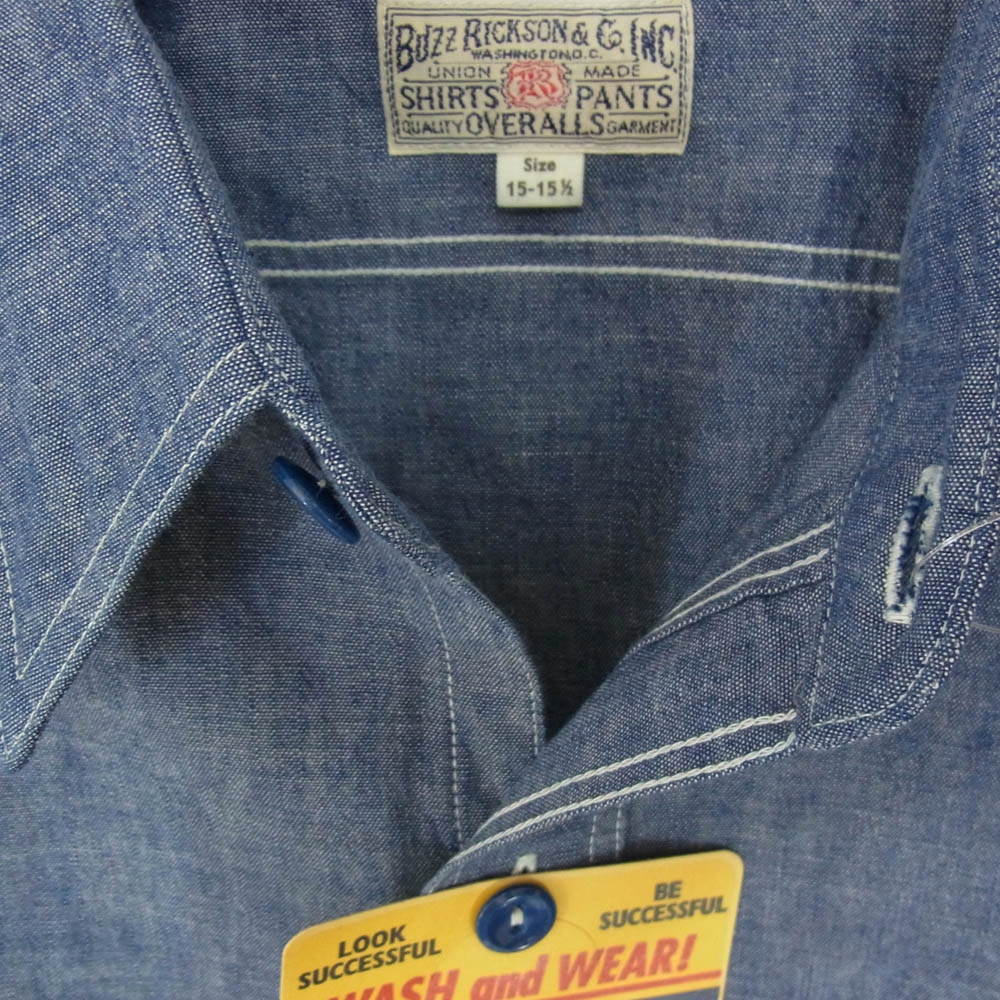 BUZZ RICKSON & CO. INC
WASHINGTON, D.C.
UNION R MADE
SHIRTS PANTS
QUALITY OVERALLS GARMENT
Size
15-15½
LOOK
SUCCESSFUL
BE
SUCCESSFUL
WASH and WEAR!